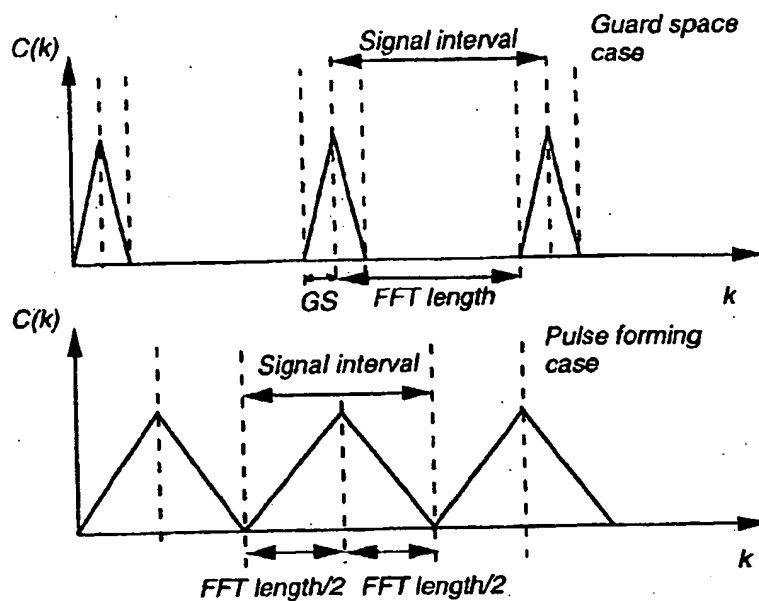 Guard space
case
C(k)
Signal interval
GS
FFT length
k
C(k)
Pulse forming
case
Signal interval
k
FFT length/2
FFT length/2